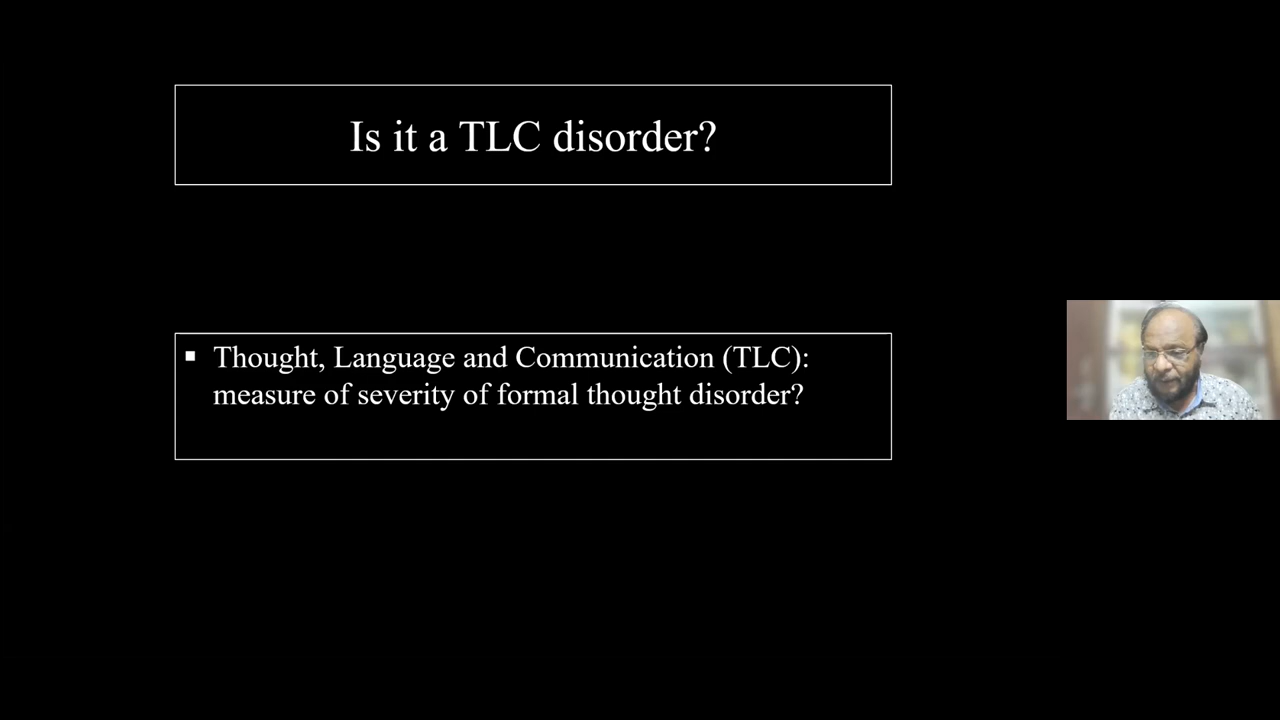 Is it a TLC disorder?
▪ Thought, Language and Communication (TLC):
measure of severity of formal thought disorder?